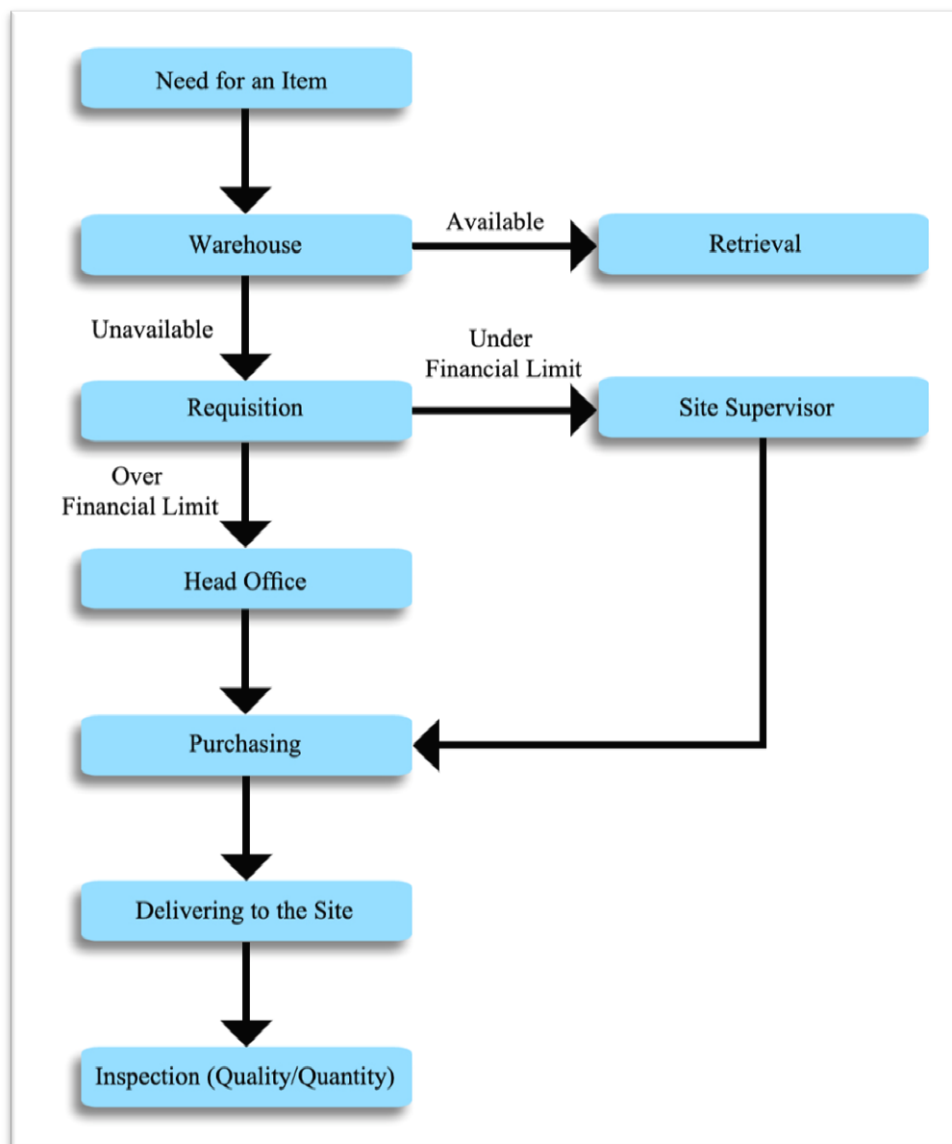 Need for an Item
Warehouse
Available
Retrieval
Unavailable
Under
Financial Limit
Requisition
Site Supervisor
Over
Financial Limit
Head Office
Purchasing
Delivering to the Site
Inspection (Quality/Quantity)